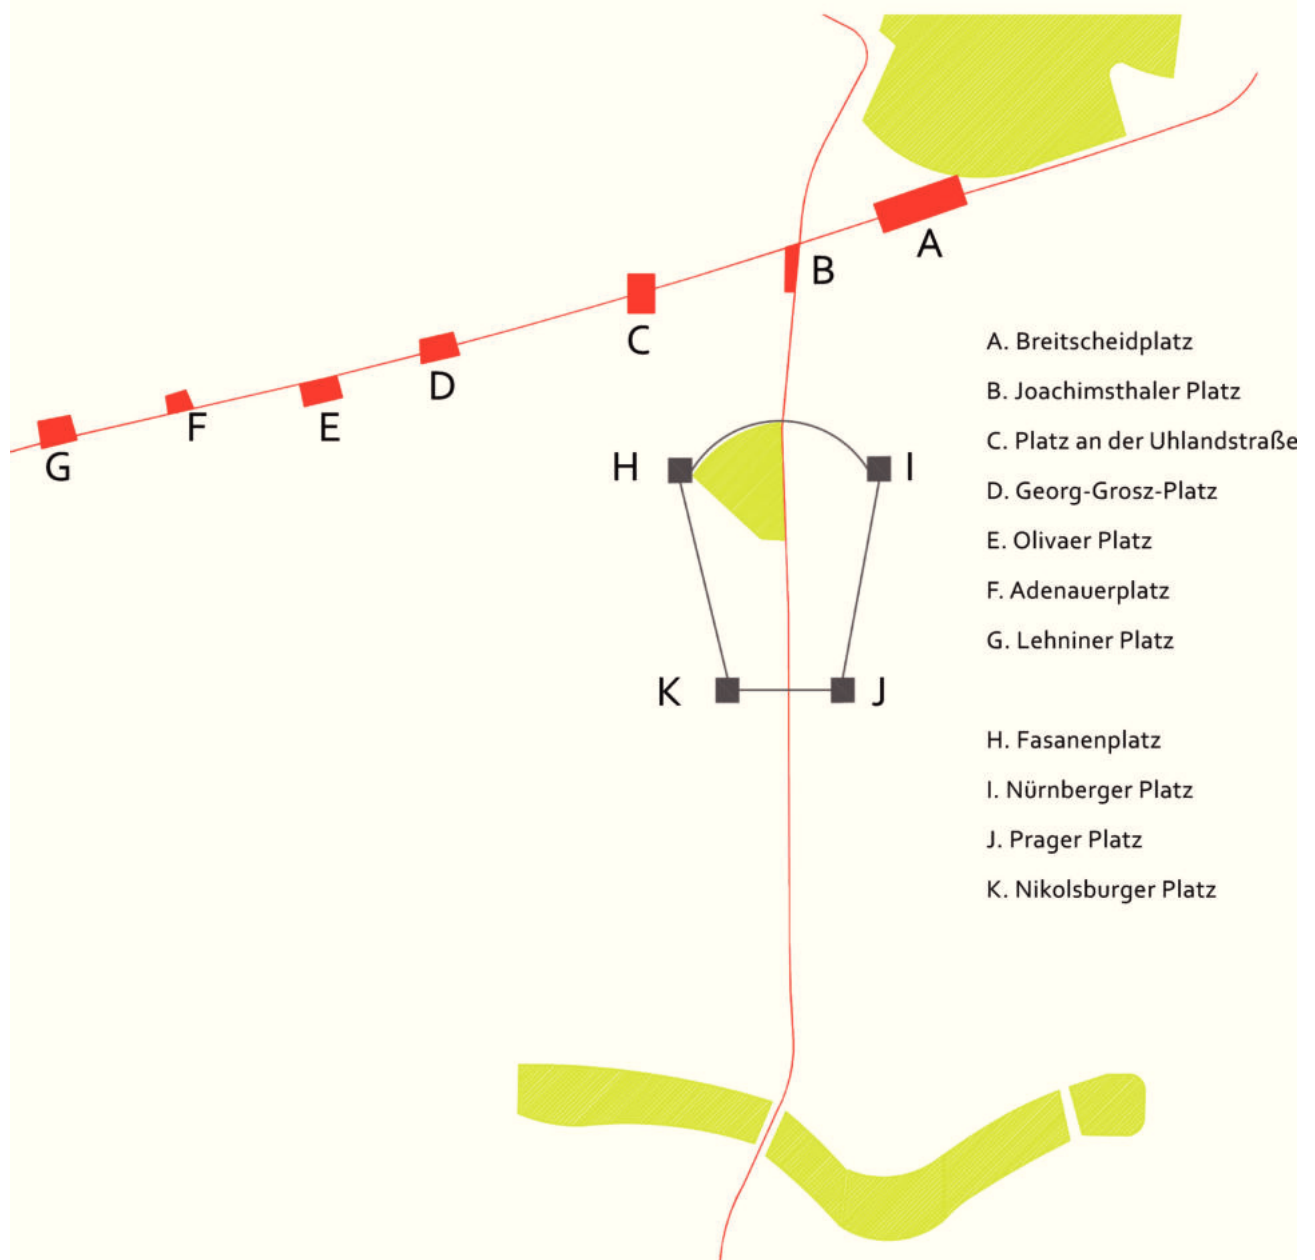 A
B
C
D
E
F
G
H
I
K
J
A. Breitscheidplatz
B. Joachimsthaler Platz
C. Platz an der Uhlandstraße
D. Georg-Grosz-Platz
E. Olivaer Platz
F. Adenauerplatz
G. Lehniner Platz
H. Fasanenplatz
I. Nürnberger Platz
J. Prager Platz
K. Nikolsburger Platz